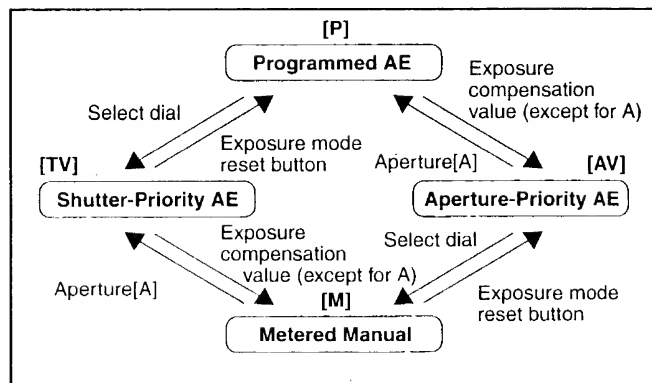 [P]
Programmed AE
Exposure
compensation
value (except for A)
Select dial
Exposure mode
reset button
Aperture[A]
[TV]
[AV]
Shutter-Priority AE
Aperture-Priority AE
Exposure
compensation
value (except for A)
Select dial
Aperture[A]
[M]
Exposure mode
reset button
Metered Manual